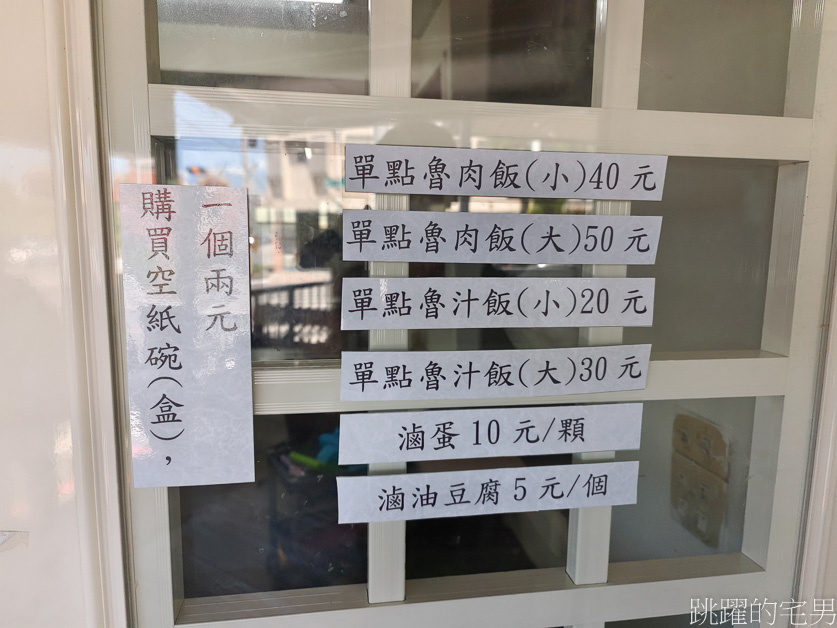 單點魯肉飯(小)40元
單點魯肉飯(大)50元
單點魯汁飯(小)20元
單點魯汁飯(大)30元
滷蛋10元/顆
滷油豆腐5元/個
購買空紙碗(盒)，
一個兩元
跳躍的宅男